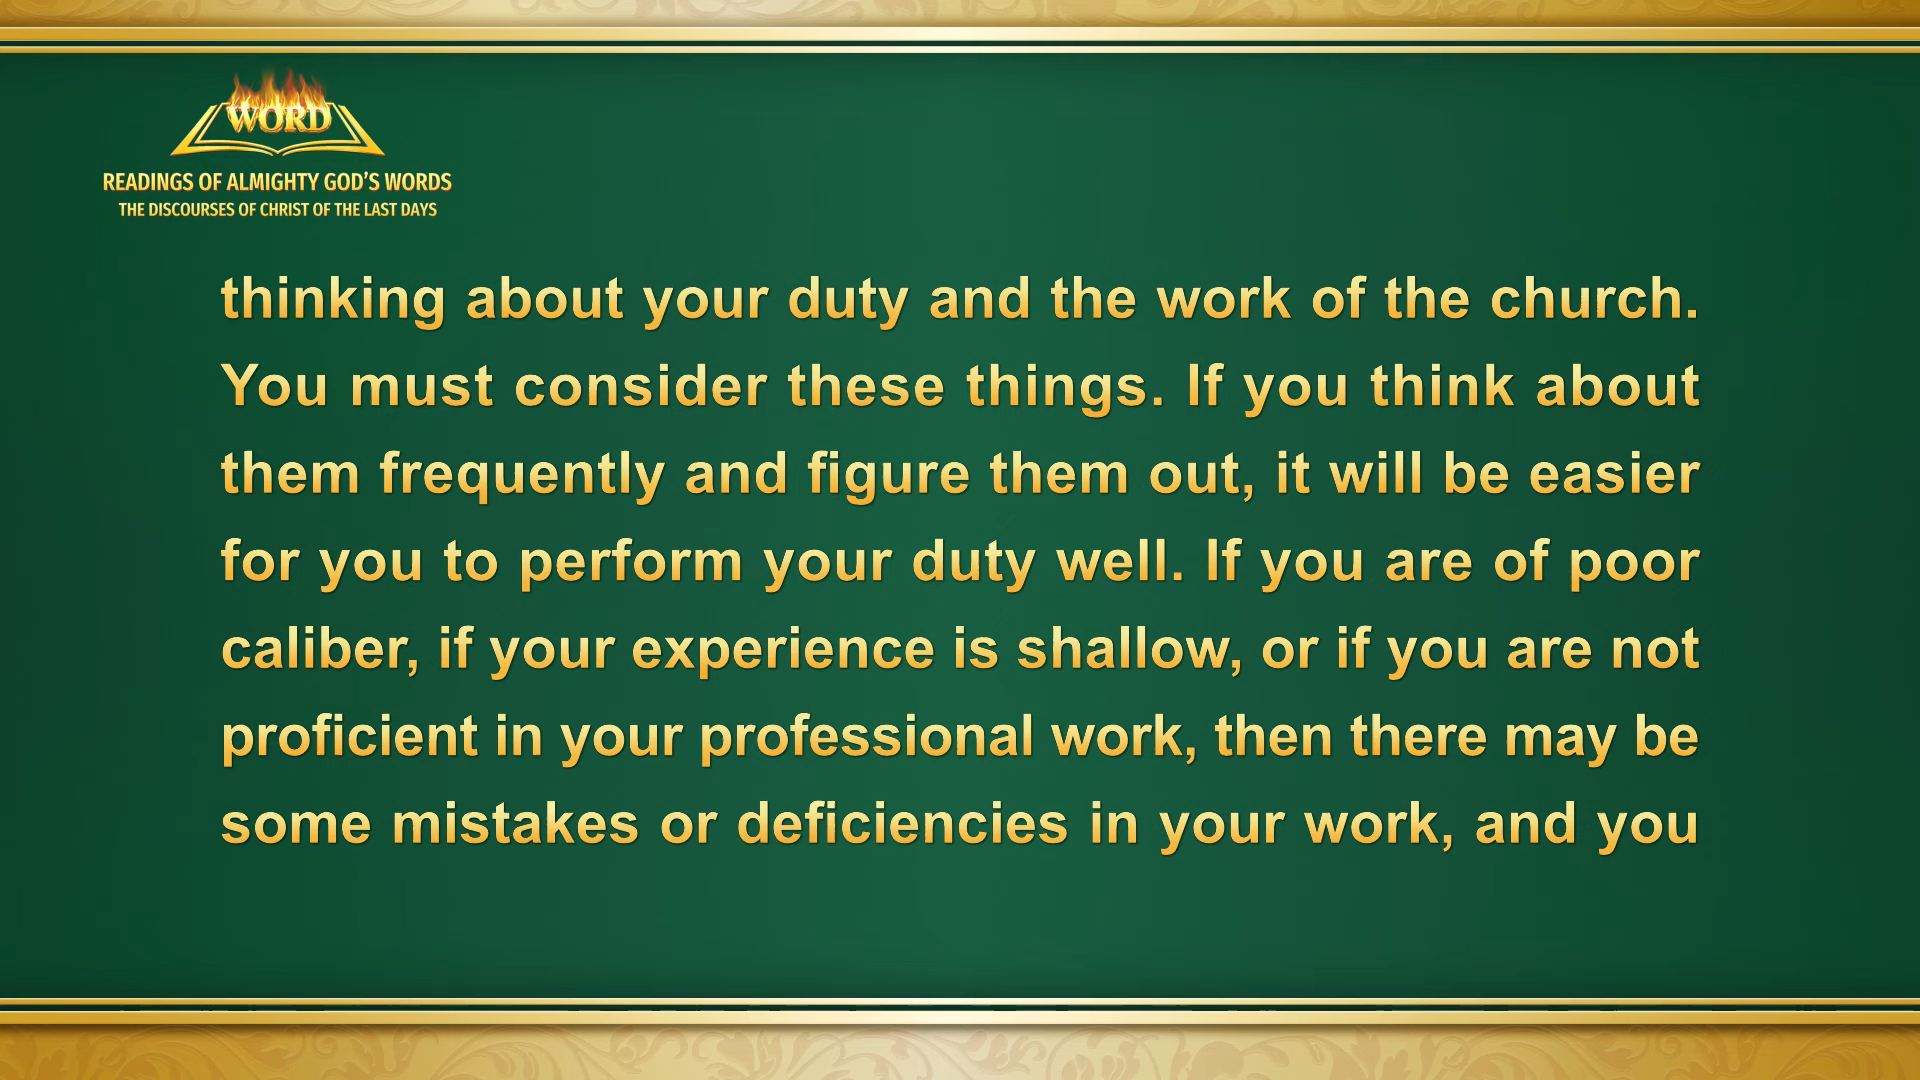 WORD
READINGS OF ALMIGHTY GOD'S WORDS
THE DISCOURSES OF CHRIST OF THE LAST DAYS
thinking about your duty and the work of the church.
You must consider these things. If you think about
them frequently and figure them out, it will be easier
for you to perform your duty well. If you are of poor
caliber, if your experience is shallow, or if you are not
proficient in your professional work, then there may be
some mistakes or deficiencies in your work, and you